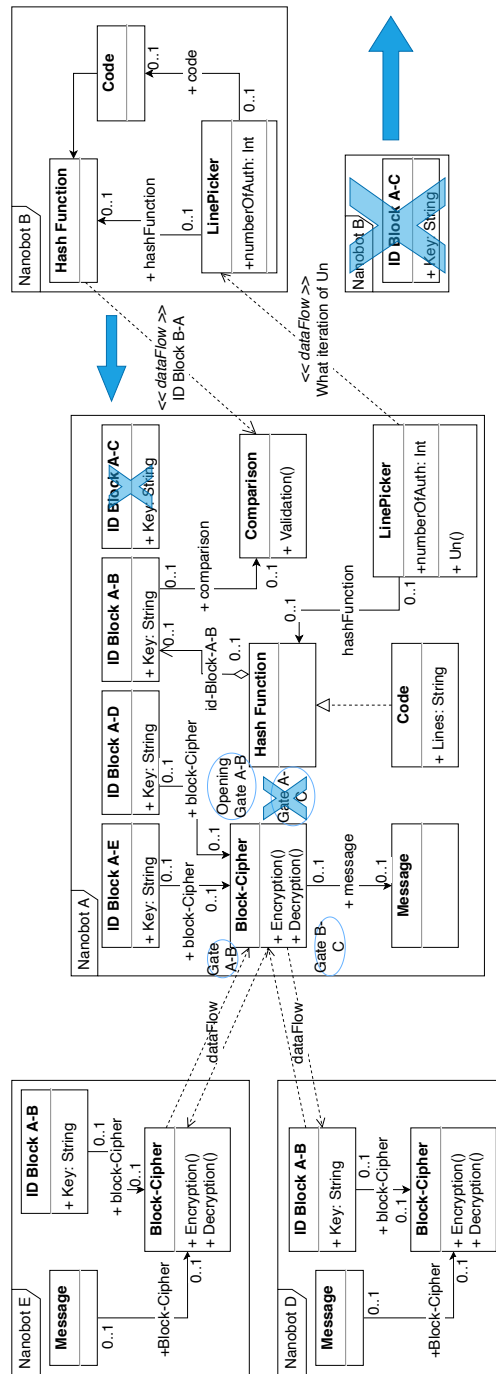 Nanobot E
Message
0..1
+Block-Cipher
0..1
ID Block A-B
+ Key: String
0..1
+ block-Cipher
0..1
Block-Cipher
+ Encryption()
+ Decryption()
dataFlow
Nanobot D
Message
0..1
+Block-Cipher
0..1
ID Block A-B
+ Key: String
0..1
+ block-Cipher
0..1
Block-Cipher
+ Encryption()
+ Decryption()
dataFlow
Nanobot A
ID Block A-E
+ Key: String
0..1
+ block-Cipher
0..1
ID Block A-D
+ Key: String
0..1
+ block-Cipher
ID Block A-B
+ Key: String
0..1
0..1
+ comparison
0..1
ID Block A-C
+ Key: String
Gate
A-B
Block-Cipher
+ Encryption()
+ Decryption()
Gate B-
C
0..1
+ message
0..1
Message
Opening
Gate A-B
Gate A-
C
id-Block-A-B
0..1
Hash Function
0..1
hashFunction
0..1
Comparison
+ Validation()
Code
+ Lines: String
LinePicker
+numberOfAuth: Int
+ Un()
<< dataFlow >>
ID Block B-A
<< dataFlow >>
What iteration of Un
Nanobot B
Hash Function
0..1
+ hashFunction
0..1
Code
0..1
+ code
0..1
LinePicker
+numberOfAuth: Int
Nanobot B
ID Block A-C
+ Key: String